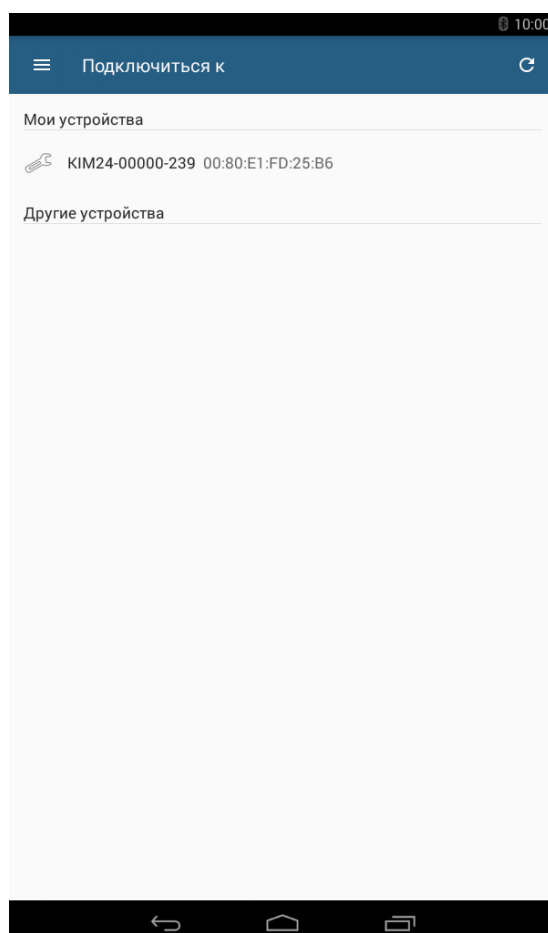 10:00
Подключиться к
Мои устройства
KIM24-00000-239 00:80:E1:FD:25:B6
Другие устройства